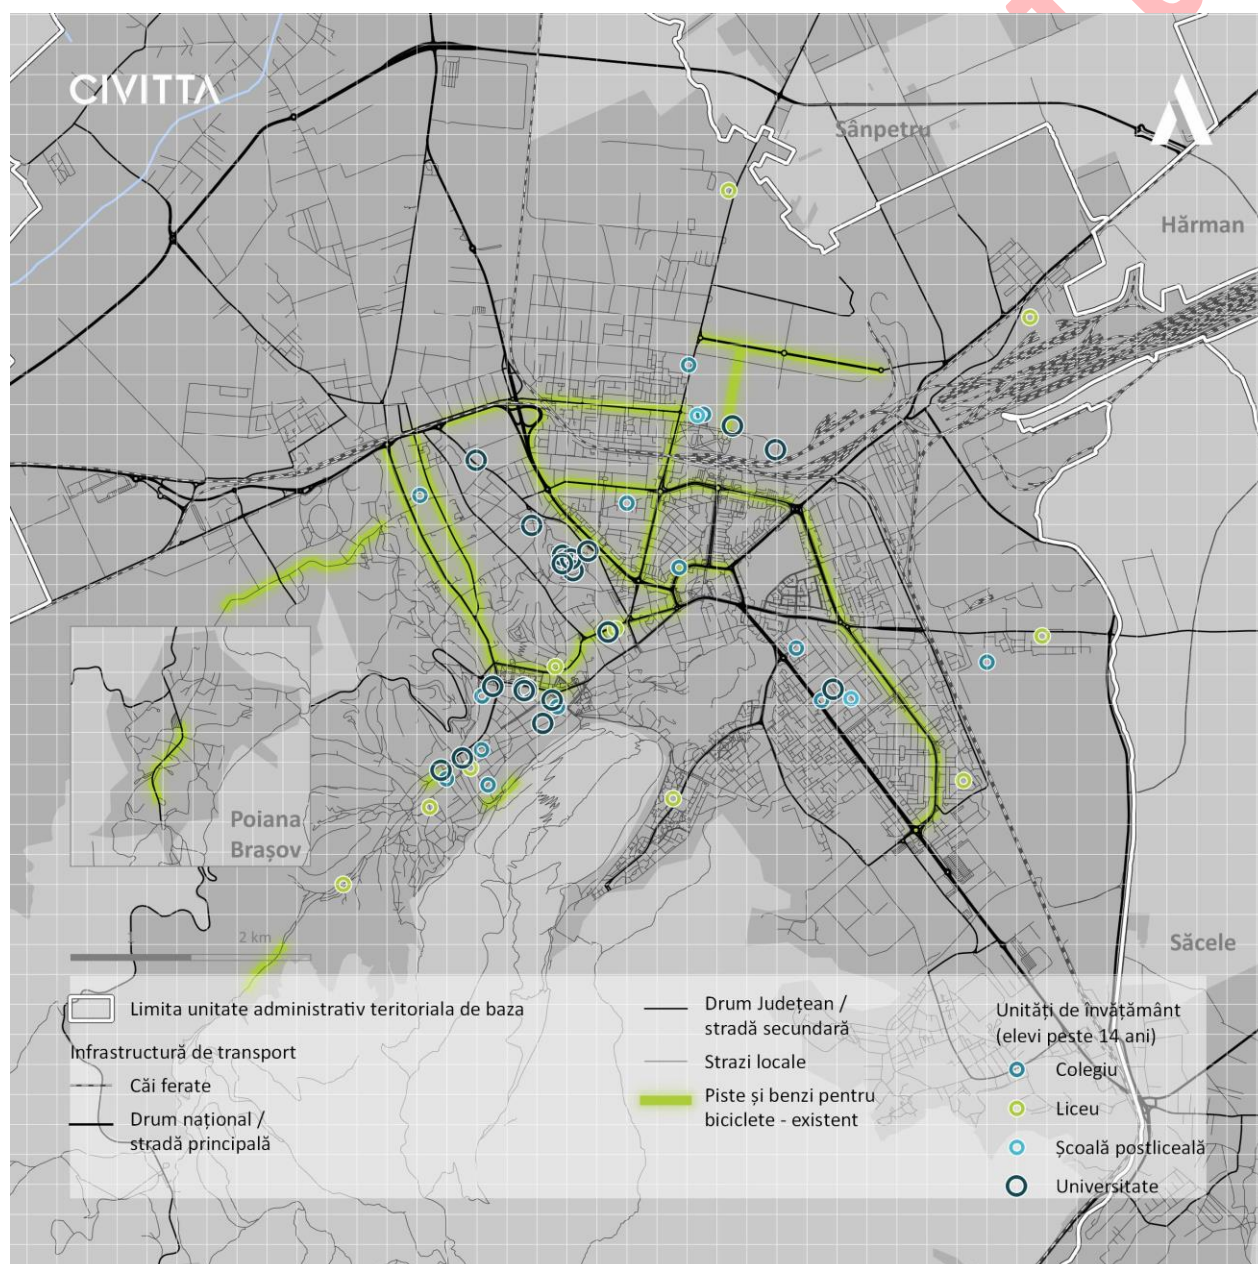 CIVITTA
Sânpetru
Hărman
Poiana
Brașov
2 km
Săcele
Limita unitate administrativ teritoriala de baza
Infrastructură de transport
Căi ferate
Drum național /
stradă principală
Drum Județean /
stradă secundară
Strazi locale
Piste și benzi pentru
biciclete - existent
Unități de învățământ
(elevi peste 14 ani)
Colegiu
Liceu
Școală postliceală
Universitate